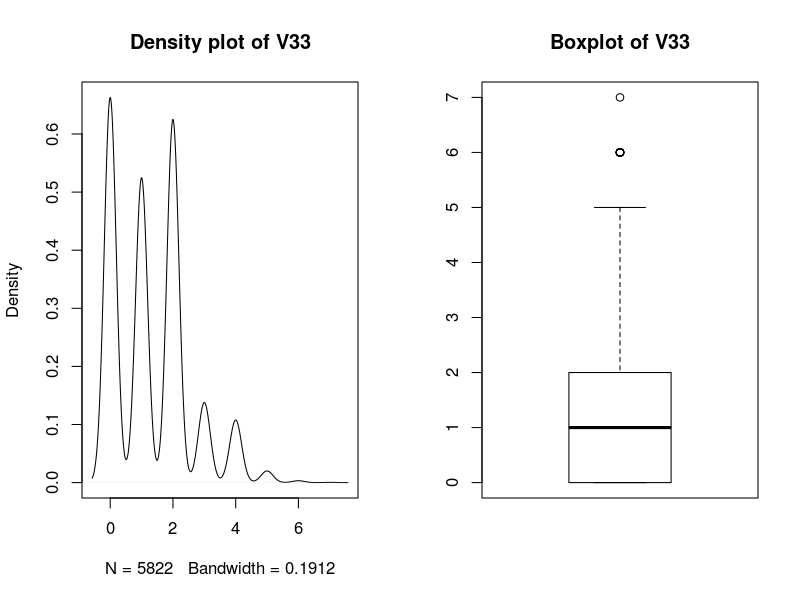 Density plot of V33
Density
0.0 0.1 0.2 0.3 0.4 0.5 0.6
0 2 4 6
N = 5822 Bandwidth = 0.1912
Boxplot of V33
0 1 2 3 4 5 6 7